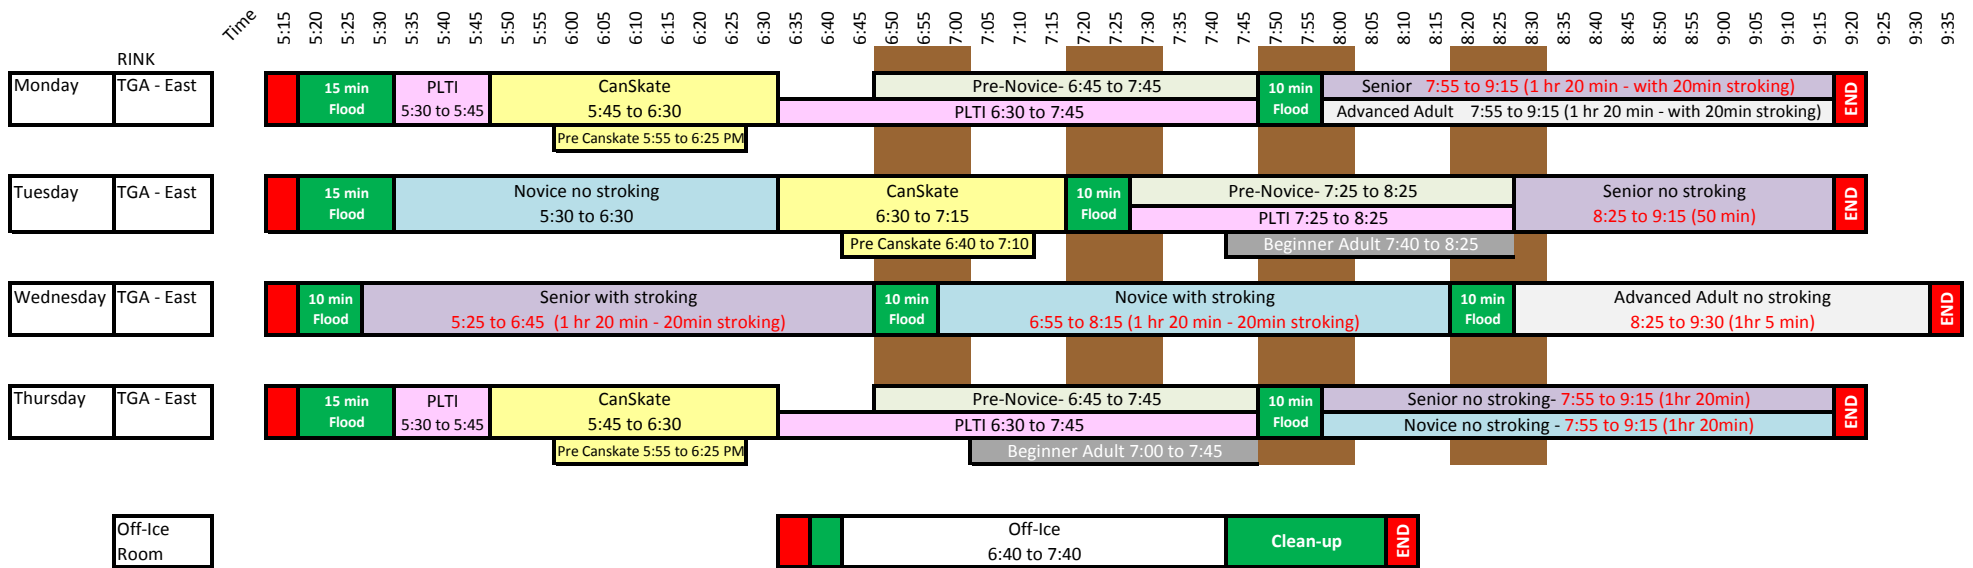 Time 5:15 5:20 5:25 5:30 5:35 5:40 5:45 5:50 5:55 6:00 6:05 6:10 6:15 6:20 6:25 6:30 6:35 6:40 6:45 6:50 6:55 7:00 7:05 7:10 7:15 7:20 7:25 7:30 7:35 7:40 7:45 7:50 7:55 8:00 8:05 8:10 8:15 8:20 8:25 8:30 8:35 8:40 8:45 8:50 8:55 9:00 9:05 9:10 9:15 9:20 9:25 9:30 9:35
RINK
Monday TGA - East
15 min
Flood
PLTI
5:30 to 5:45
CanSkate
5:45 to 6:30
Pre Canskate 5:55 to 6:25 PM
Pre-Novice- 6:45 to 7:45
PLTI 6:30 to 7:45
10 min
Flood
Senior 7:55 to 9:15 (1 hr 20 min - with 20min stroking)
Advanced Adult 7:55 to 9:15 (1 hr 20 min - with 20min stroking)
END
Tuesday TGA - East
15 min
Flood
Novice no stroking
5:30 to 6:30
CanSkate
6:30 to 7:15
Pre Canskate 6:40 to 7:10
10 min
Flood
Pre-Novice- 7:25 to 8:25
PLTI 7:25 to 8:25
Beginner Adult 7:40 to 8:25
Senior no stroking
8:25 to 9:15 (50 min)
END
Wednesday TGA - East
10 min
Flood
Senior with stroking
5:25 to 6:45 (1 hr 20 min - 20min stroking)
10 min
Flood
Novice with stroking
6:55 to 8:15 (1 hr 20 min - 20min stroking)
10 min
Flood
Advanced Adult no stroking
8:25 to 9:30 (1hr 5 min)
END
Thursday TGA - East
15 min
Flood
PLTI
5:30 to 5:45
CanSkate
5:45 to 6:30
Pre Canskate 5:55 to 6:25 PM
Pre-Novice- 6:45 to 7:45
PLTI 6:30 to 7:45
Beginner Adult 7:00 to 7:45
10 min
Flood
Senior no stroking- 7:55 to 9:15 (1hr 20min)
Novice no stroking - 7:55 to 9:15 (1hr 20min)
END
Off-Ice
Room
Off-Ice
6:40 to 7:40
Clean-up
END